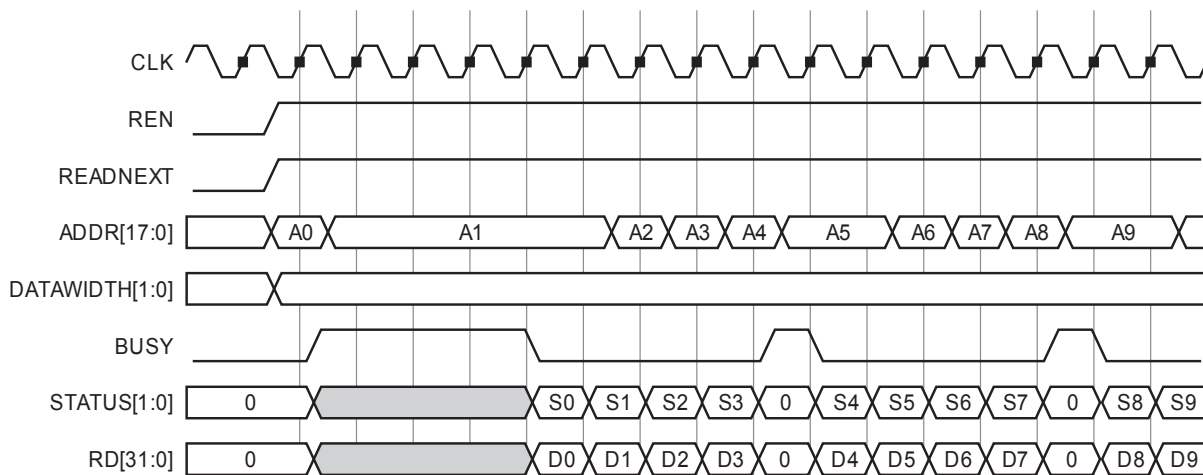 CLK
REN
READNEXT
ADDR[17:0] A0 A1 A2 A3 A4 A5 A6 A7 A8 A9
DATAWIDTH[1:0]
BUSY
STATUS[1:0] 0 S0 S1 S2 S3 0 S4 S5 S6 S7 0 S8 S9
RD[31:0] 0 D0 D1 D2 D3 0 D4 D5 D6 D7 0 D8 D9